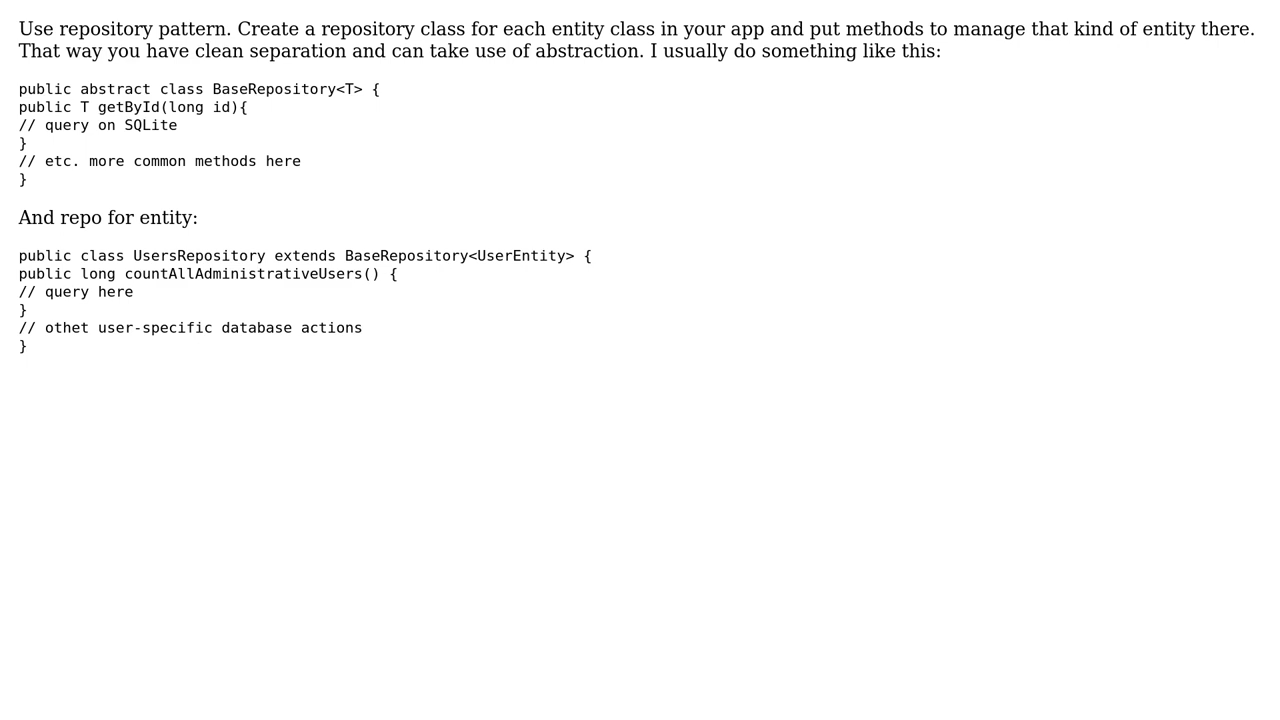 Use repository pattern. Create a repository class for each entity class in your app and put methods to manage that kind of entity there.
That way you have clean separation and can take use of abstraction. I usually do something like this:
public abstract class BaseRepository<T> {
public T getById(long id){
// query on SQLite
}
// etc. more common methods here
}
And repo for entity:
public class UsersRepository extends BaseRepository<UserEntity> {
public long countAllAdministrativeUsers() {
// query here
}
// othet user-specific database actions
}